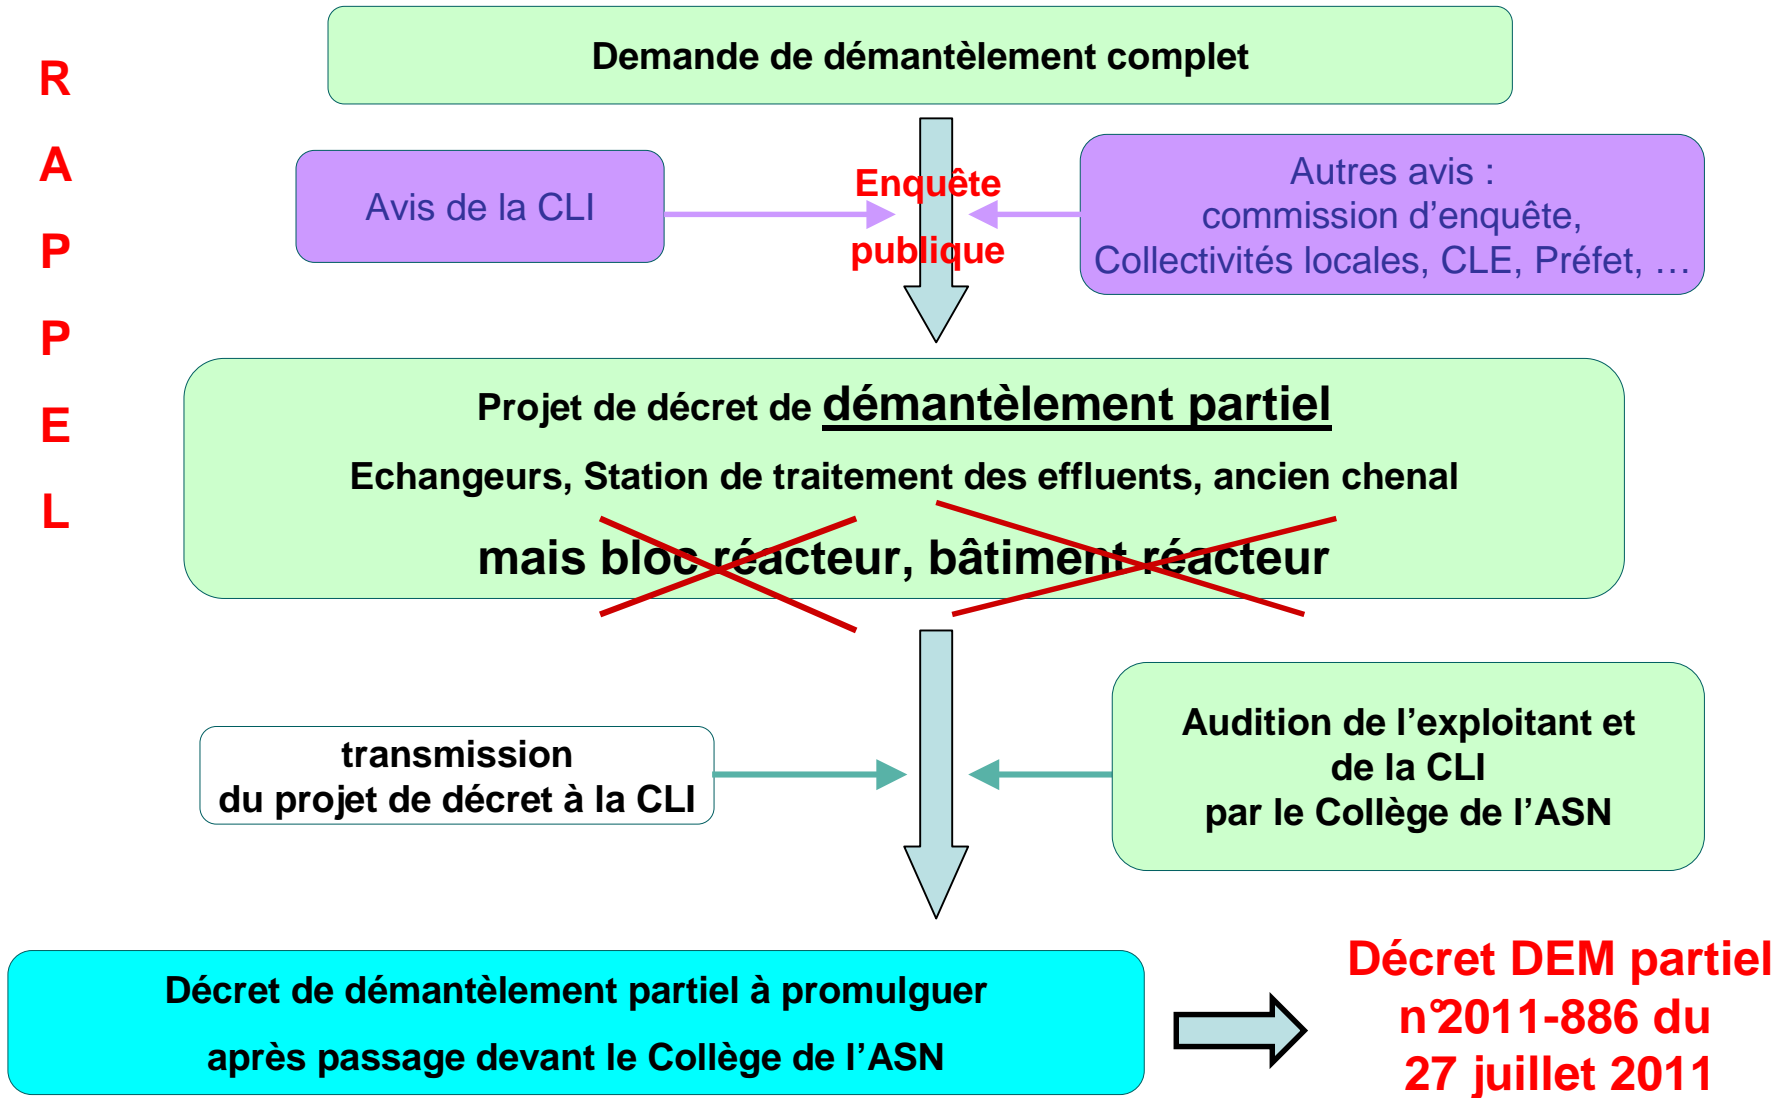 R
A
P
P
E
L
Demande de démantèlement complet
Avis de la CLI
Enquête
publique
Autres avis :
commission d’enquête,
Collectivités locales, CLE, Préfet, …
Projet de décret de démantèlement partiel
Echangeurs, Station de traitement des effluents, ancien chenal
mais bloc réacteur, bâtiment réacteur
transmission
du projet de décret à la CLI
Audition de l’exploitant et
de la CLI
par le Collège de l’ASN
Décret de démantèlement partiel à promulguer
après passage devant le Collège de l’ASN
Décret DEM partiel
n°2011-886 du
27 juillet 2011